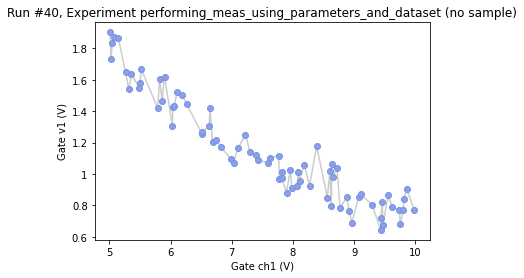 Run #40, Experiment performing_meas_using_parameters_and_dataset (no sample)
1.8
1.6
1.4
1.2
1
0.8
0.6
Gate v1 (V)
5 6 7 8 9 10
Gate ch1 (V)